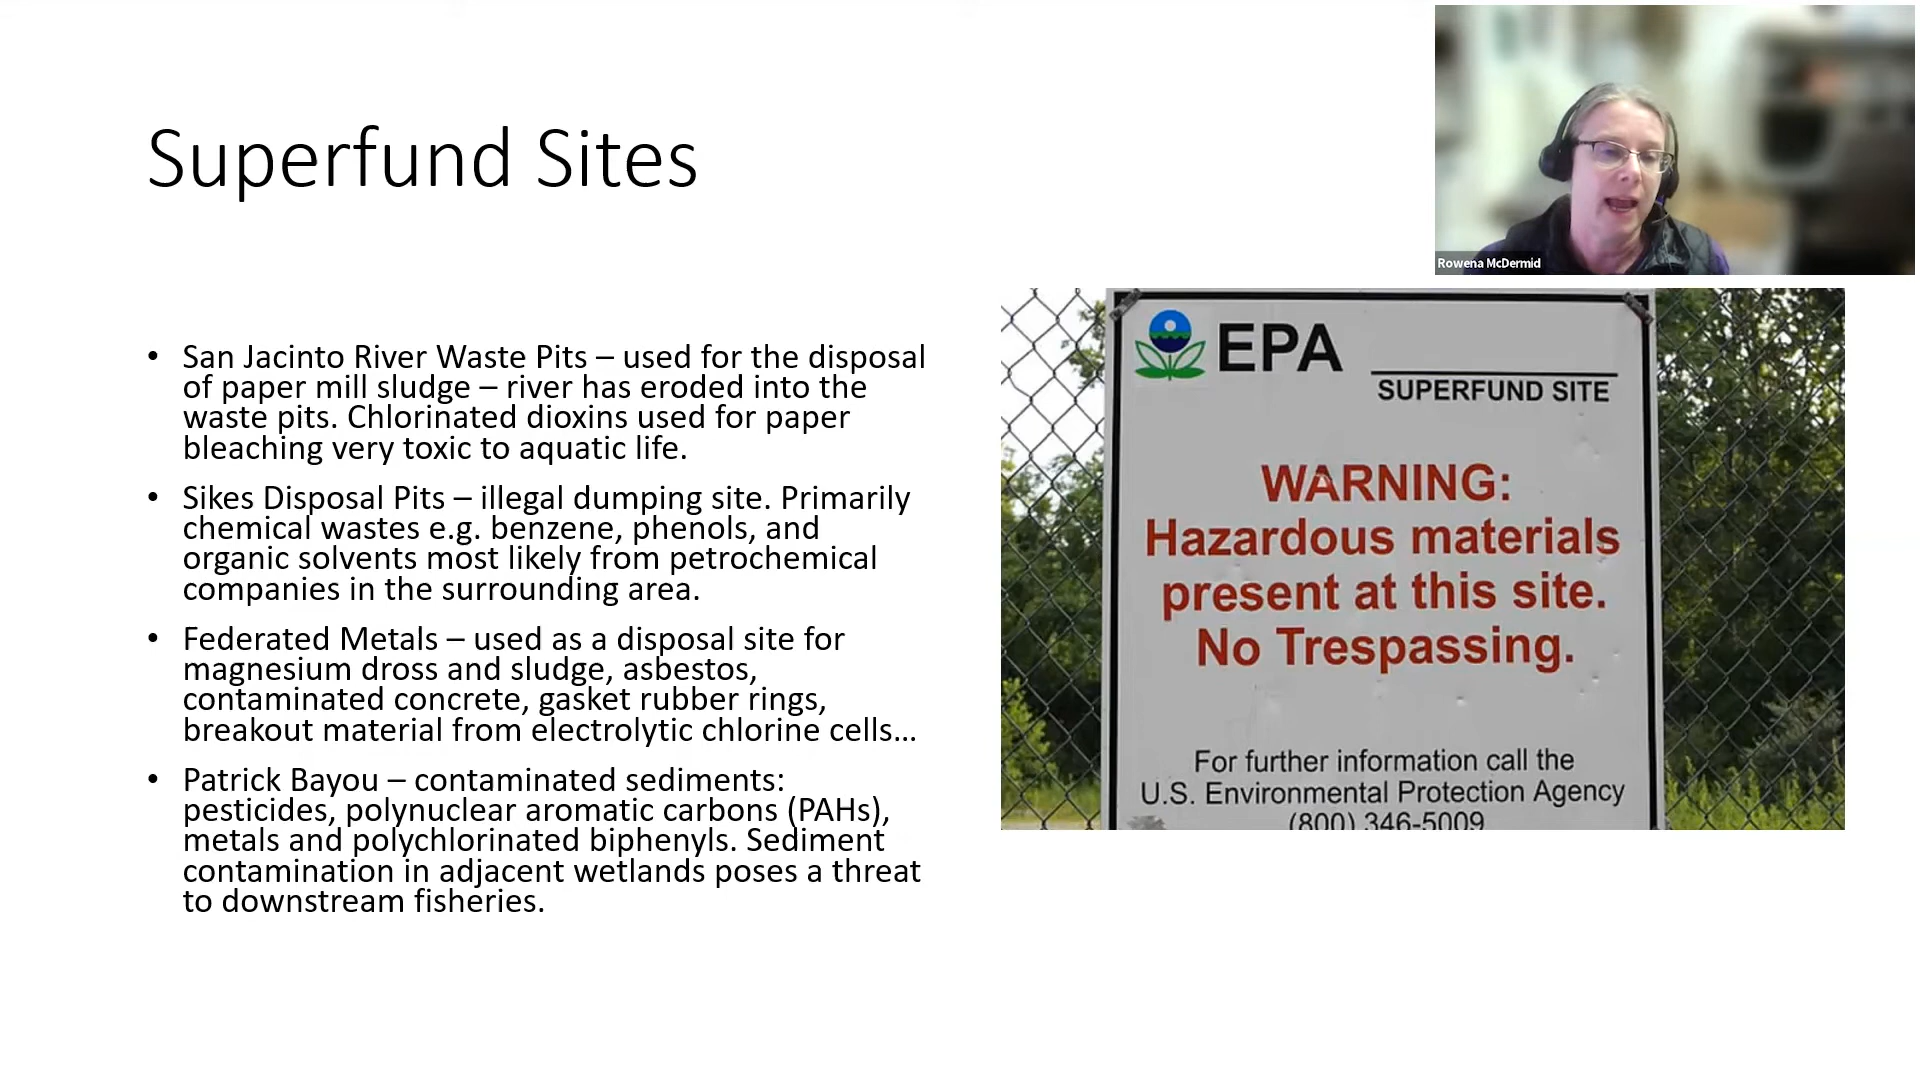 Superfund Sites
Rowena McDermid
• San Jacinto River Waste Pits – used for the disposal
of paper mill sludge – river has eroded into the
waste pits. Chlorinated dioxins used for paper
bleaching very toxic to aquatic life.
• Sikes Disposal Pits – illegal dumping site. Primarily
chemical wastes e.g. benzene, phenols, and
organic solvents most likely from petrochemical
companies in the surrounding area.
• Federated Metals – used as a disposal site for
magnesium dross and sludge, asbestos,
contaminated concrete, gasket rubber rings,
breakout material from electrolytic chlorine cells…
• Patrick Bayou – contaminated sediments:
pesticides, polynuclear aromatic carbons (PAHs),
metals and polychlorinated biphenyls. Sediment
contamination in adjacent wetlands poses a threat
to downstream fisheries.
EPA
SUPERFUND SITE
WARNING:
Hazardous materials
present at this site.
No Trespassing.
For further information call the
U.S. Environmental Protection Agency
(800) 346-5009